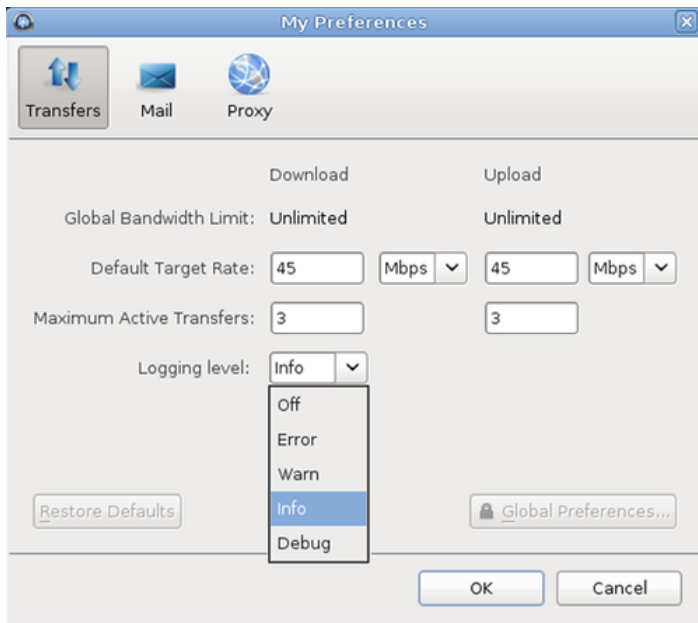 My Preferences
Transfers Mail Proxy
Download Upload
Global Bandwidth Limit: Unlimited Unlimited
Default Target Rate: 45 Mbps 45 Mbps
Maximum Active Transfers: 3 3
Logging level: Info
Off
Error
Warn
Info
Debug
Restore Defaults Global Preferences...
OK Cancel